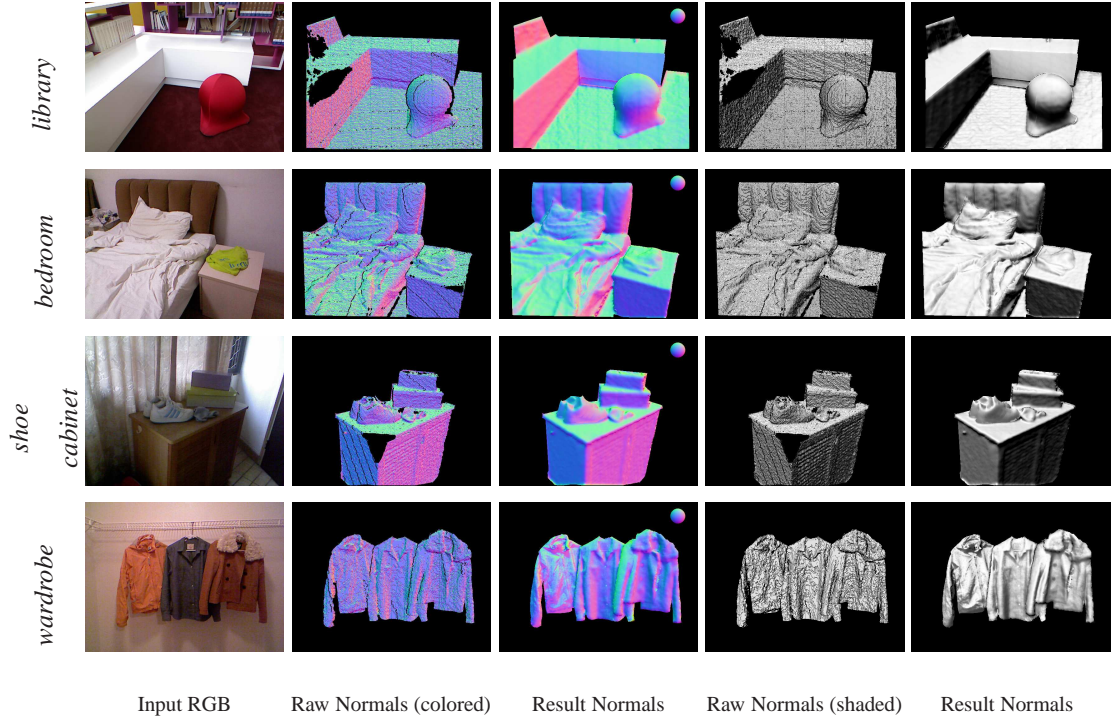 library
bedroom
shoe
cabinet
wardrobe
Input RGB
Raw Normals (colored)
Result Normals
Raw Normals (shaded)
Result Normals